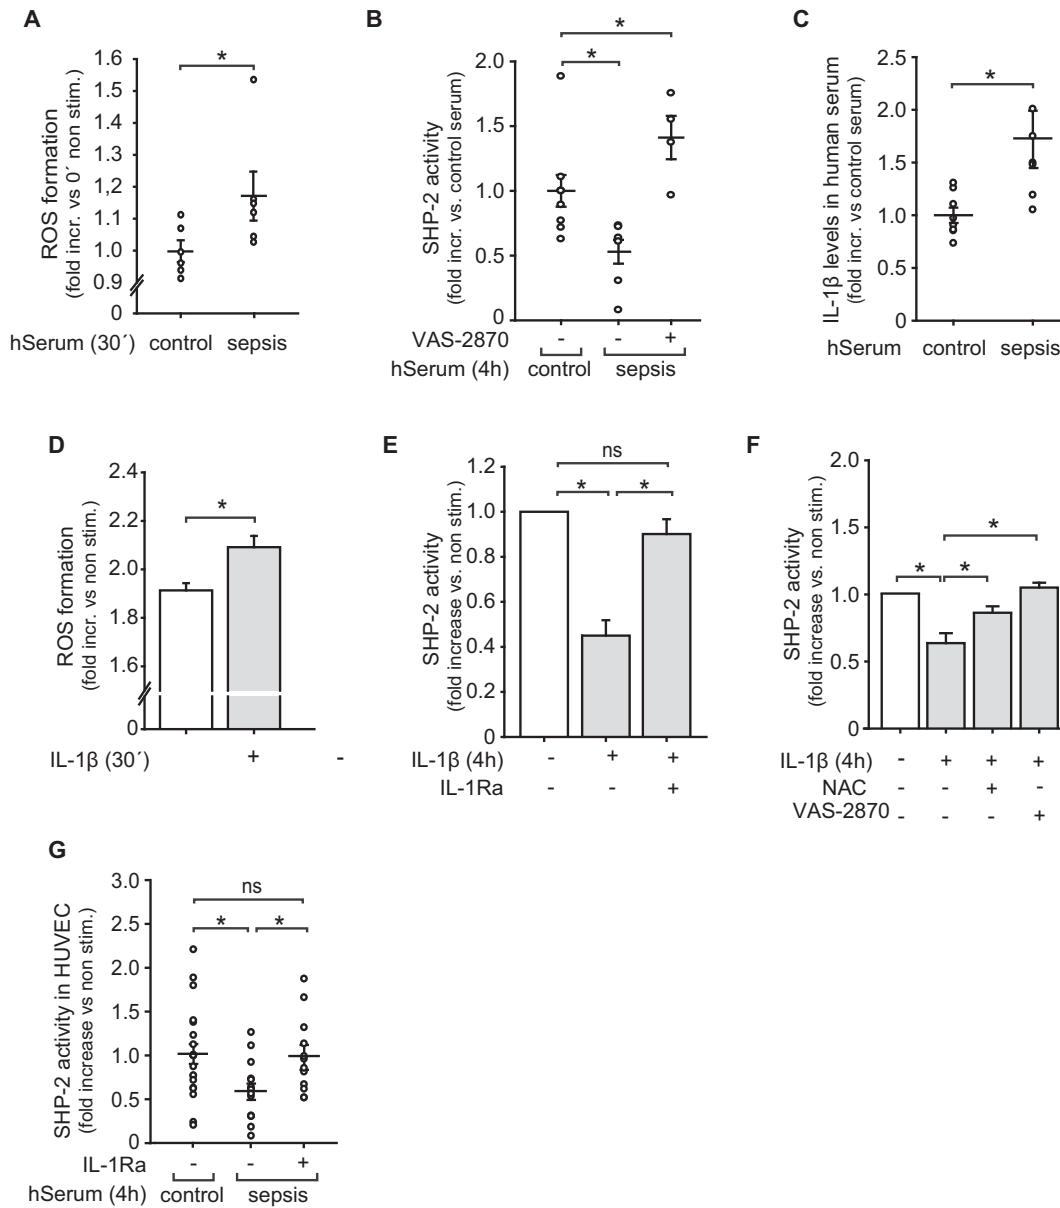 A
ROS formation
(fold incr. vs 0´ non stim.)
1.6
1.5
1.4
1.3
1.2
1.1
1.0
0.9
0
*
hSerum (30´) control sepsis
B
SHP-2 activity
(fold incr. vs. control serum)
2.0
1.5
1.0
0.5
0
*
*
VAS-2870 - - +
hSerum (4h) control sepsis
C
IL-1β levels in human serum
(fold incr. vs control serum)
2.5
2.0
1.5
1.0
0.5
0
*
hSerum control sepsis
D
ROS formation
(fold incr. vs non stim.)
2.4
2.2
2.0
1.8
1.6
0
*
IL-1β (30´) + -
E
SHP-2 activity
(fold increase vs. non stim.)
1.2
1.0
0.8
0.6
0.4
0.2
0
ns
* *
IL-1β (4h) - + +
IL-1Ra - - +
F
SHP-2 activity
(fold increase vs. non stim.)
2.0
1.5
1.0
0.5
0
*
* *
IL-1β (4h) - + + +
NAC - - + -
VAS-2870 - - - +
G
SHP-2 activity in HUVEC
(fold increase vs non stim.)
3.0
2.5
2.0
1.5
1.0
0.5
0
ns
* *
IL-1Ra - - +
hSerum (4h) control sepsis